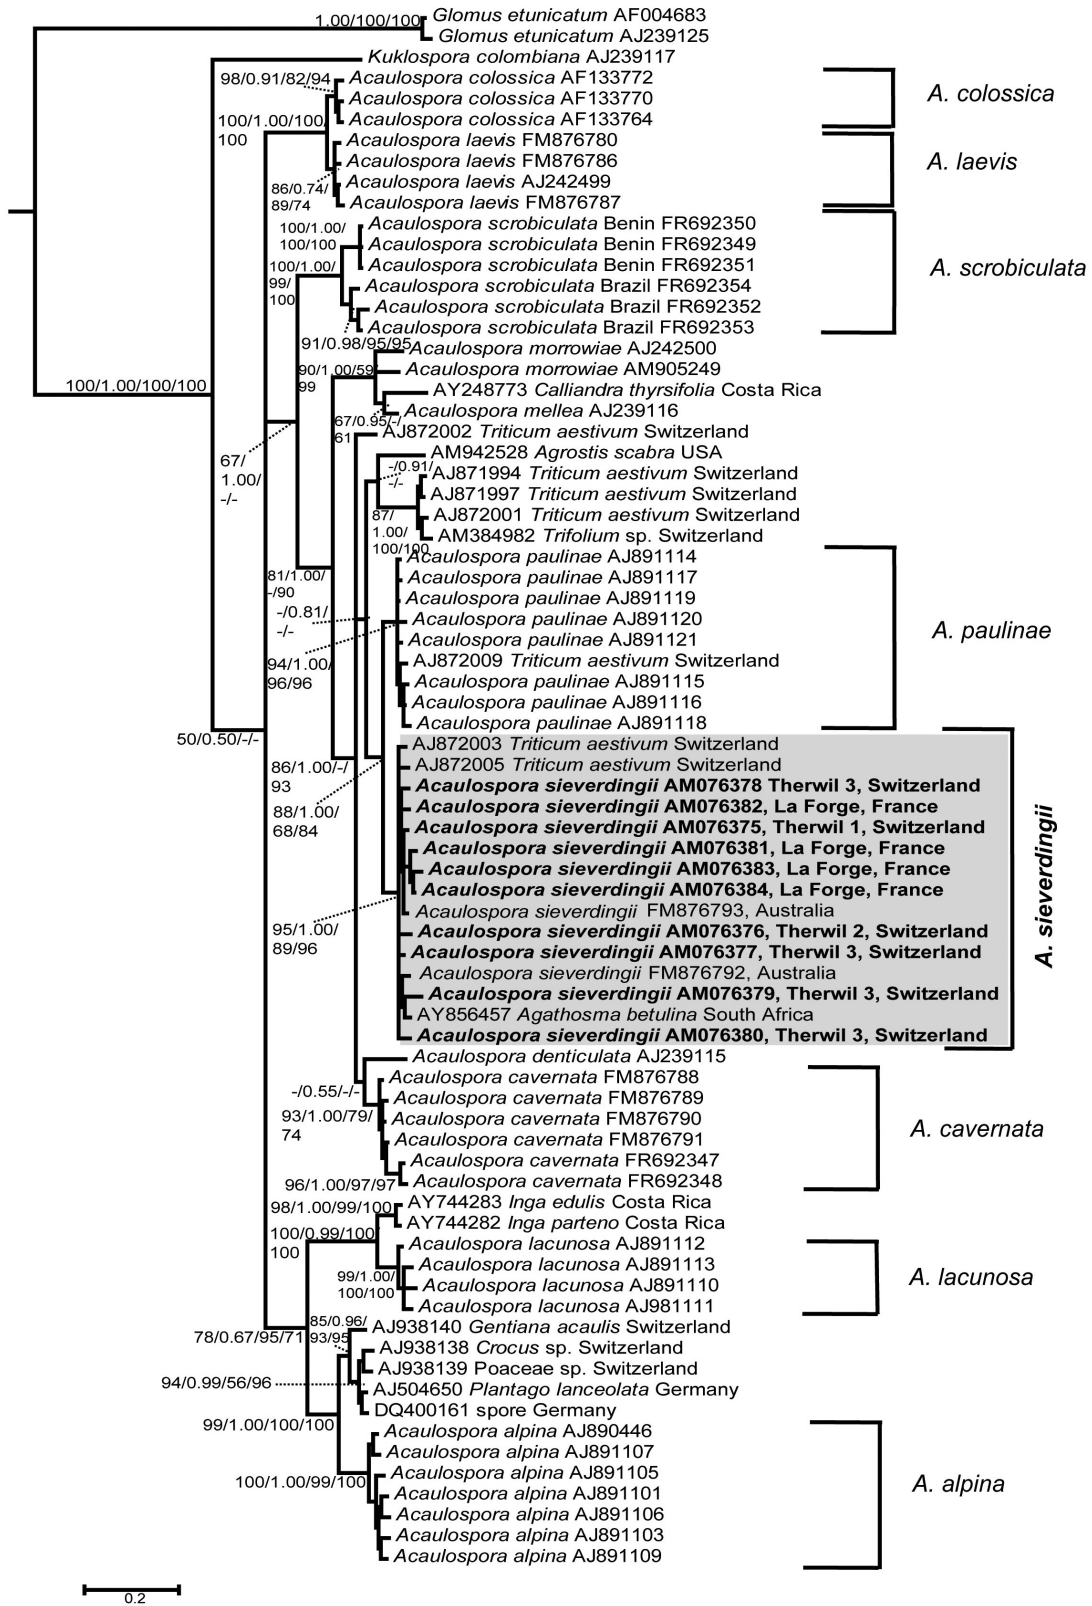 1.00/100/100
Glomus etunicatum AF004683
Glomus etunicatum AJ239125
Kuklospora colombiana AJ239117
98/0.91/82/94
Acaulospora colossica AF133772
Acaulospora colossica AF133770
Acaulospora colossica AF133764
A. colossica
100/1.00/100/
100
Acaulospora laevis FM876780
Acaulospora laevis FM876786
Acaulospora laevis AJ242499
Acaulospora laevis FM876787
A. laevis
86/0.74/
89/74
Acaulospora scrobiculata Benin FR692350
Acaulospora scrobiculata Benin FR692349
Acaulospora scrobiculata Benin FR692351
Acaulospora scrobiculata Brazil FR692354
Acaulospora scrobiculata Brazil FR692352
Acaulospora scrobiculata Brazil FR692353
A. scrobiculata
100/1.00/
100/100
100/1.00/
99/
100
91/0.98/95/95
Acaulospora morrowiae AJ242500
Acaulospora morrowiae AM905249
90/1.00/59
99
100/1.00/100/100
AY248773 Calliandra thyrsifolia Costa Rica
Acaulospora mellea AJ239116
67/0.95/-/
61
AJ872002 Triticum aestivum Switzerland
AM942528 Agrostis scabra USA
67/
1.00/
-/-
-/0.91/
-/-
AJ871994 Triticum aestivum Switzerland
AJ871997 Triticum aestivum Switzerland
AJ872001 Triticum aestivum Switzerland
AM384982 Trifolium sp. Switzerland
87/
1.00/
100/100
Acaulospora paulinae AJ891114
Acaulospora paulinae AJ891117
Acaulospora paulinae AJ891119
Acaulospora paulinae AJ891120
Acaulospora paulinae AJ891121
AJ872009 Triticum aestivum Switzerland
Acaulospora paulinae AJ891115
Acaulospora paulinae AJ891116
Acaulospora paulinae AJ891118
A. paulinae
81/1.00/
-/90
-/0.81/
-/-
94/1.00/
96/96
50/0.50/-/-
86/1.00/-/
93
88/1.00/
68/84
AJ872003 Triticum aestivum Switzerland
AJ872005 Triticum aestivum Switzerland
Acaulospora sieverdingii AM076378 Therwil 3, Switzerland
Acaulospora sieverdingii AM076382, La Forge, France
Acaulospora sieverdingii AM076375, Therwil 1, Switzerland
Acaulospora sieverdingii AM076381, La Forge, France
Acaulospora sieverdingii AM076383, La Forge, France
Acaulospora sieverdingii AM076384, La Forge, France
Acaulospora sieverdingii FM876793, Australia
Acaulospora sieverdingii AM076376, Therwil 2, Switzerland
Acaulospora sieverdingii AM076377, Therwil 3, Switzerland
Acaulospora sieverdingii FM876792, Australia
Acaulospora sieverdingii AM076379, Therwil 3, Switzerland
AY856457 Agathosma betulina South Africa
Acaulospora sieverdingii AM076380, Therwil 3, Switzerland
A. sieverdingii
95/1.00/
89/96
Acaulospora denticulata AJ239115
-/0.55/-/-
Acaulospora cavernata FM876788
Acaulospora cavernata FM876789
Acaulospora cavernata FM876790
Acaulospora cavernata FM876791
Acaulospora cavernata FR692347
Acaulospora cavernata FR692348
A. cavernata
93/1.00/79/
74
96/1.00/97/97
98/1.00/99/100
AY744283 Inga edulis Costa Rica
AY744282 Inga parteno Costa Rica
100/0.99/100/
100
Acaulospora lacunosa AJ891112
Acaulospora lacunosa AJ891113
Acaulospora lacunosa AJ891110
Acaulospora lacunosa AJ981111
A. lacunosa
99/1.00/
100/100
78/0.67/95/71
85/0.96/
93/95
AJ938140 Gentiana acaulis Switzerland
AJ938138 Crocus sp. Switzerland
AJ938139 Poaceae sp. Switzerland
94/0.99/56/96
AJ504650 Plantago lanceolata Germany
DQ400161 spore Germany
99/1.00/100/100
Acaulospora alpina AJ890446
Acaulospora alpina AJ891107
Acaulospora alpina AJ891105
Acaulospora alpina AJ891101
Acaulospora alpina AJ891106
Acaulospora alpina AJ891103
Acaulospora alpina AJ891109
A. alpina
100/1.00/99/100
0.2